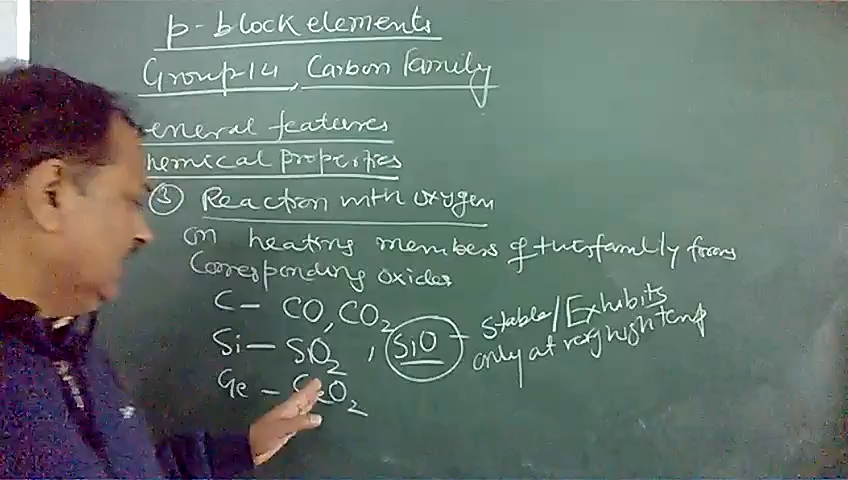 p-block elements
Group-14, Carbon Family
eneral features
hemical properties
3 Reaction with oxygen
on heating members of this family forms
corresponding oxides
C - CO, CO2
Si - SiO2, SiO - Stable/Exhibits
only at very high temp
Ge - GeO2